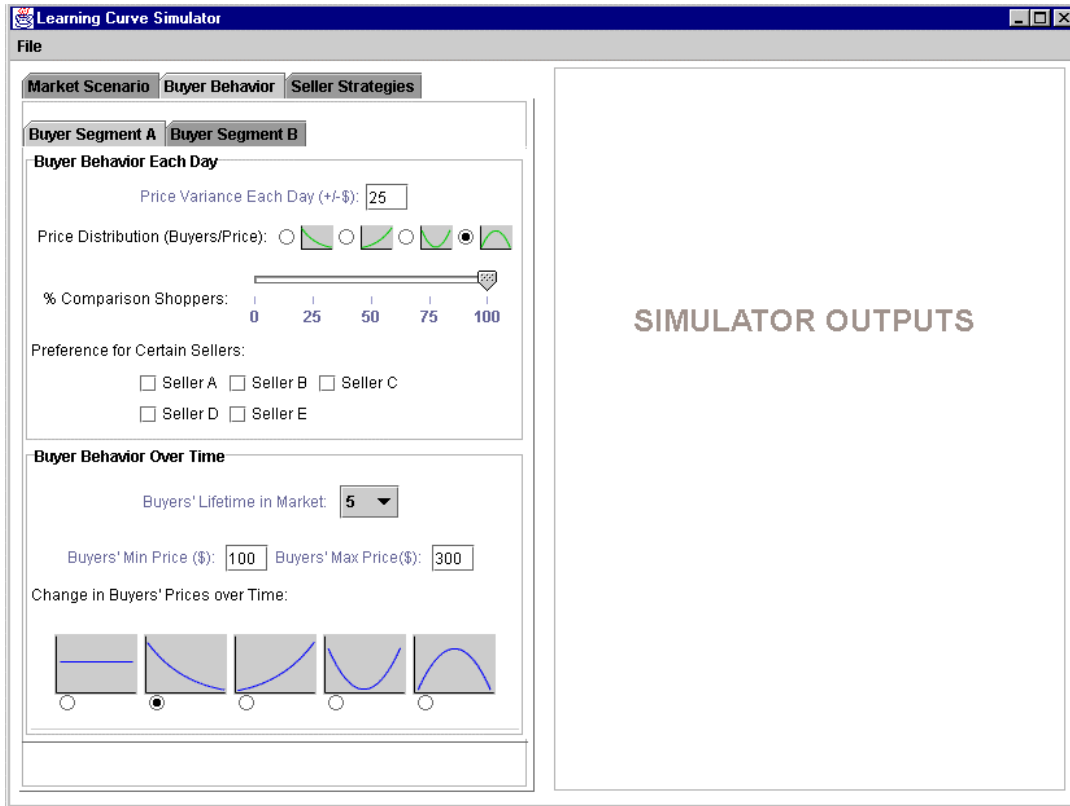 Learning Curve Simulator
File
Market Scenario Buyer Behavior Seller Strategies
Buyer Segment A Buyer Segment B
Buyer Behavior Each Day
Price Variance Each Day (+/-$): 25
Price Distribution (Buyers/Price):
% Comparison Shoppers:
0 25 50 75 100
Preference for Certain Sellers:
Seller A Seller B Seller C
Seller D Seller E
Buyer Behavior Over Time
Buyers' Lifetime in Market: 5
Buyers' Min Price ($): 100 Buyers' Max Price($): 300
Change in Buyers' Prices over Time:
SIMULATOR OUTPUTS